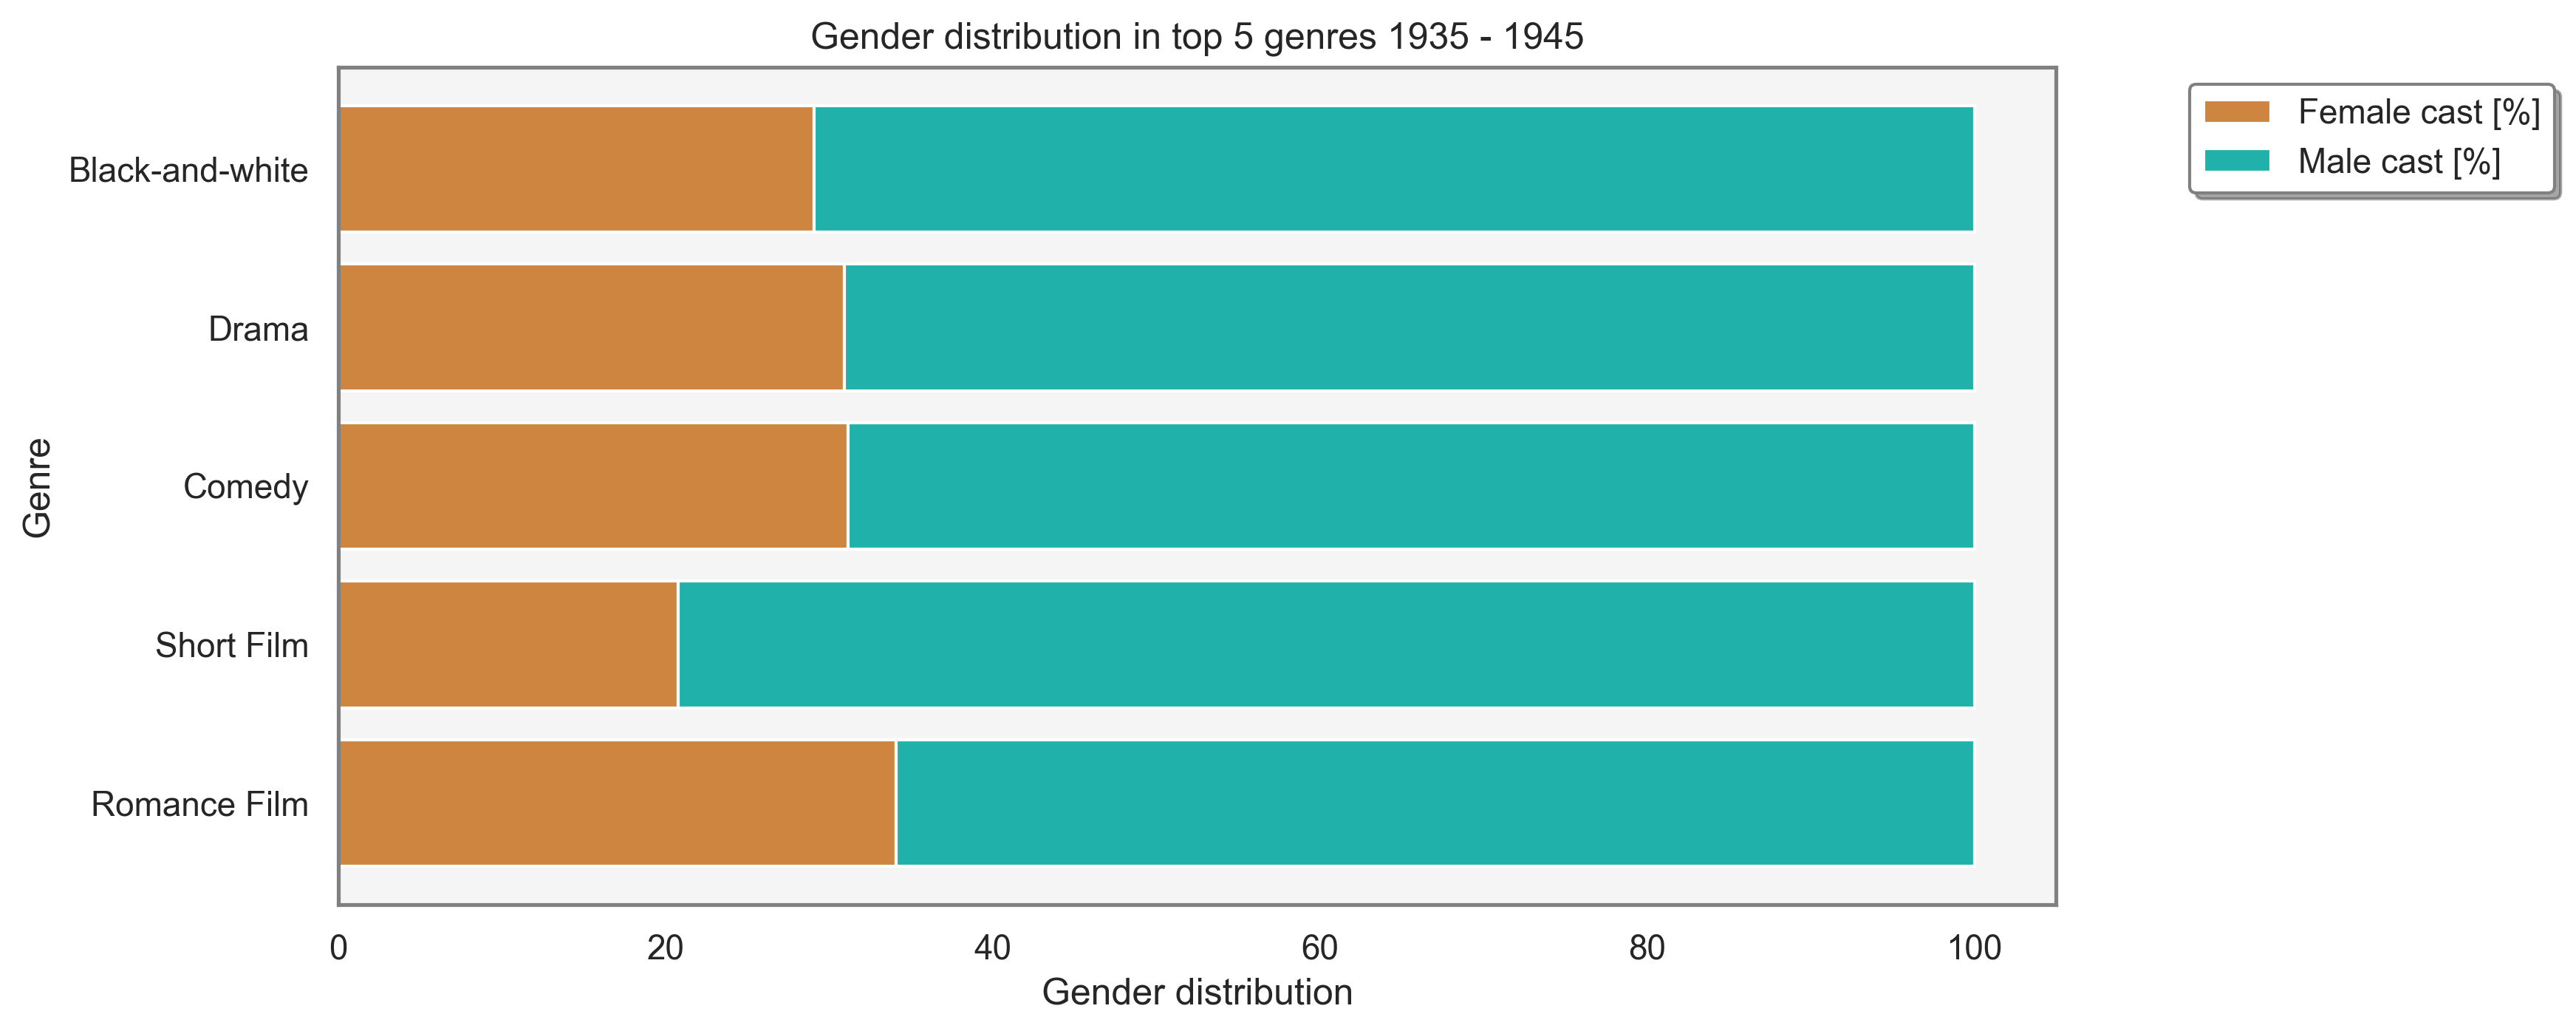 Gender distribution in top 5 genres 1935 - 1945
Female cast [%]
Male cast [%]
Genre
Black-and-white
Drama
Comedy
Short Film
Romance Film
0 20 40 60 80 100
Gender distribution